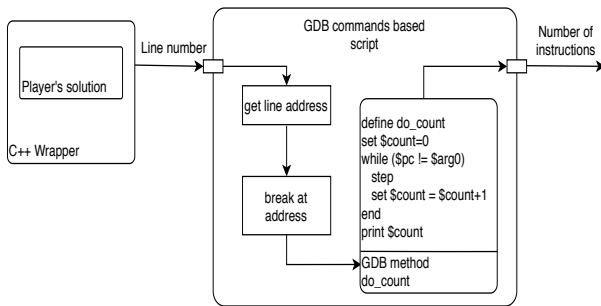 GDB commands based
script
Number of
instructions
Line number
Player's solution
C++ Wrapper
get line address
break at
address
define do_count
set $count=0
while ($pc != $arg0)
step
set $count = $count+1
end
print $count
GDB method
do_count